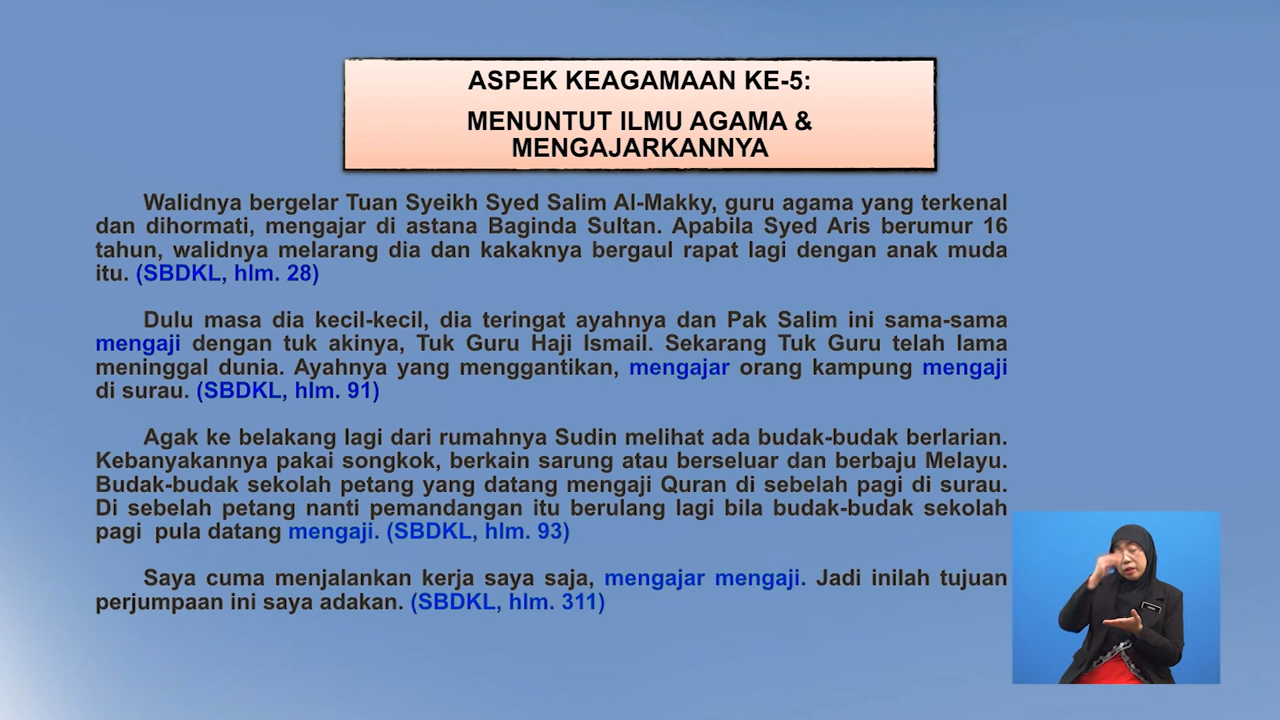 ASPEK KEAGAMAAN KE-5:
MENUNTUT ILMU AGAMA &
MENGAJARKANNYA
Walidnya bergelar Tuan Syeikh Syed Salim Al-Makky, guru agama yang terkenal
dan dihormati, mengajar di astana Baginda Sultan. Apabila Syed Aris berumur 16
tahun, walidnya melarang dia dan kakaknya bergaul rapat lagi dengan anak muda
itu. (SBDKL, hlm. 28)
Dulu masa dia kecil-kecil, dia teringat ayahnya dan Pak Salim ini sama-sama
mengaji dengan tuk akinya, Tuk Guru Haji Ismail. Sekarang Tuk Guru telah lama
meninggal dunia. Ayahnya yang menggantikan, mengajar orang kampung mengaji
di surau. (SBDKL, hlm. 91)
Agak ke belakang lagi dari rumahnya Sudin melihat ada budak-budak berlarian.
Kebanyakannya pakai songkok, berkain sarung atau berseluar dan berbaju Melayu.
Budak-budak sekolah petang yang datang mengaji Quran di sebelah pagi di surau.
Di sebelah petang nanti pemandangan itu berulang lagi bila budak-budak sekolah
pagi  pula datang mengaji. (SBDKL, hlm. 93)
Saya cuma menjalankan kerja saya saja, mengajar mengaji. Jadi inilah tujuan
perjumpaan ini saya adakan. (SBDKL, hlm. 311)